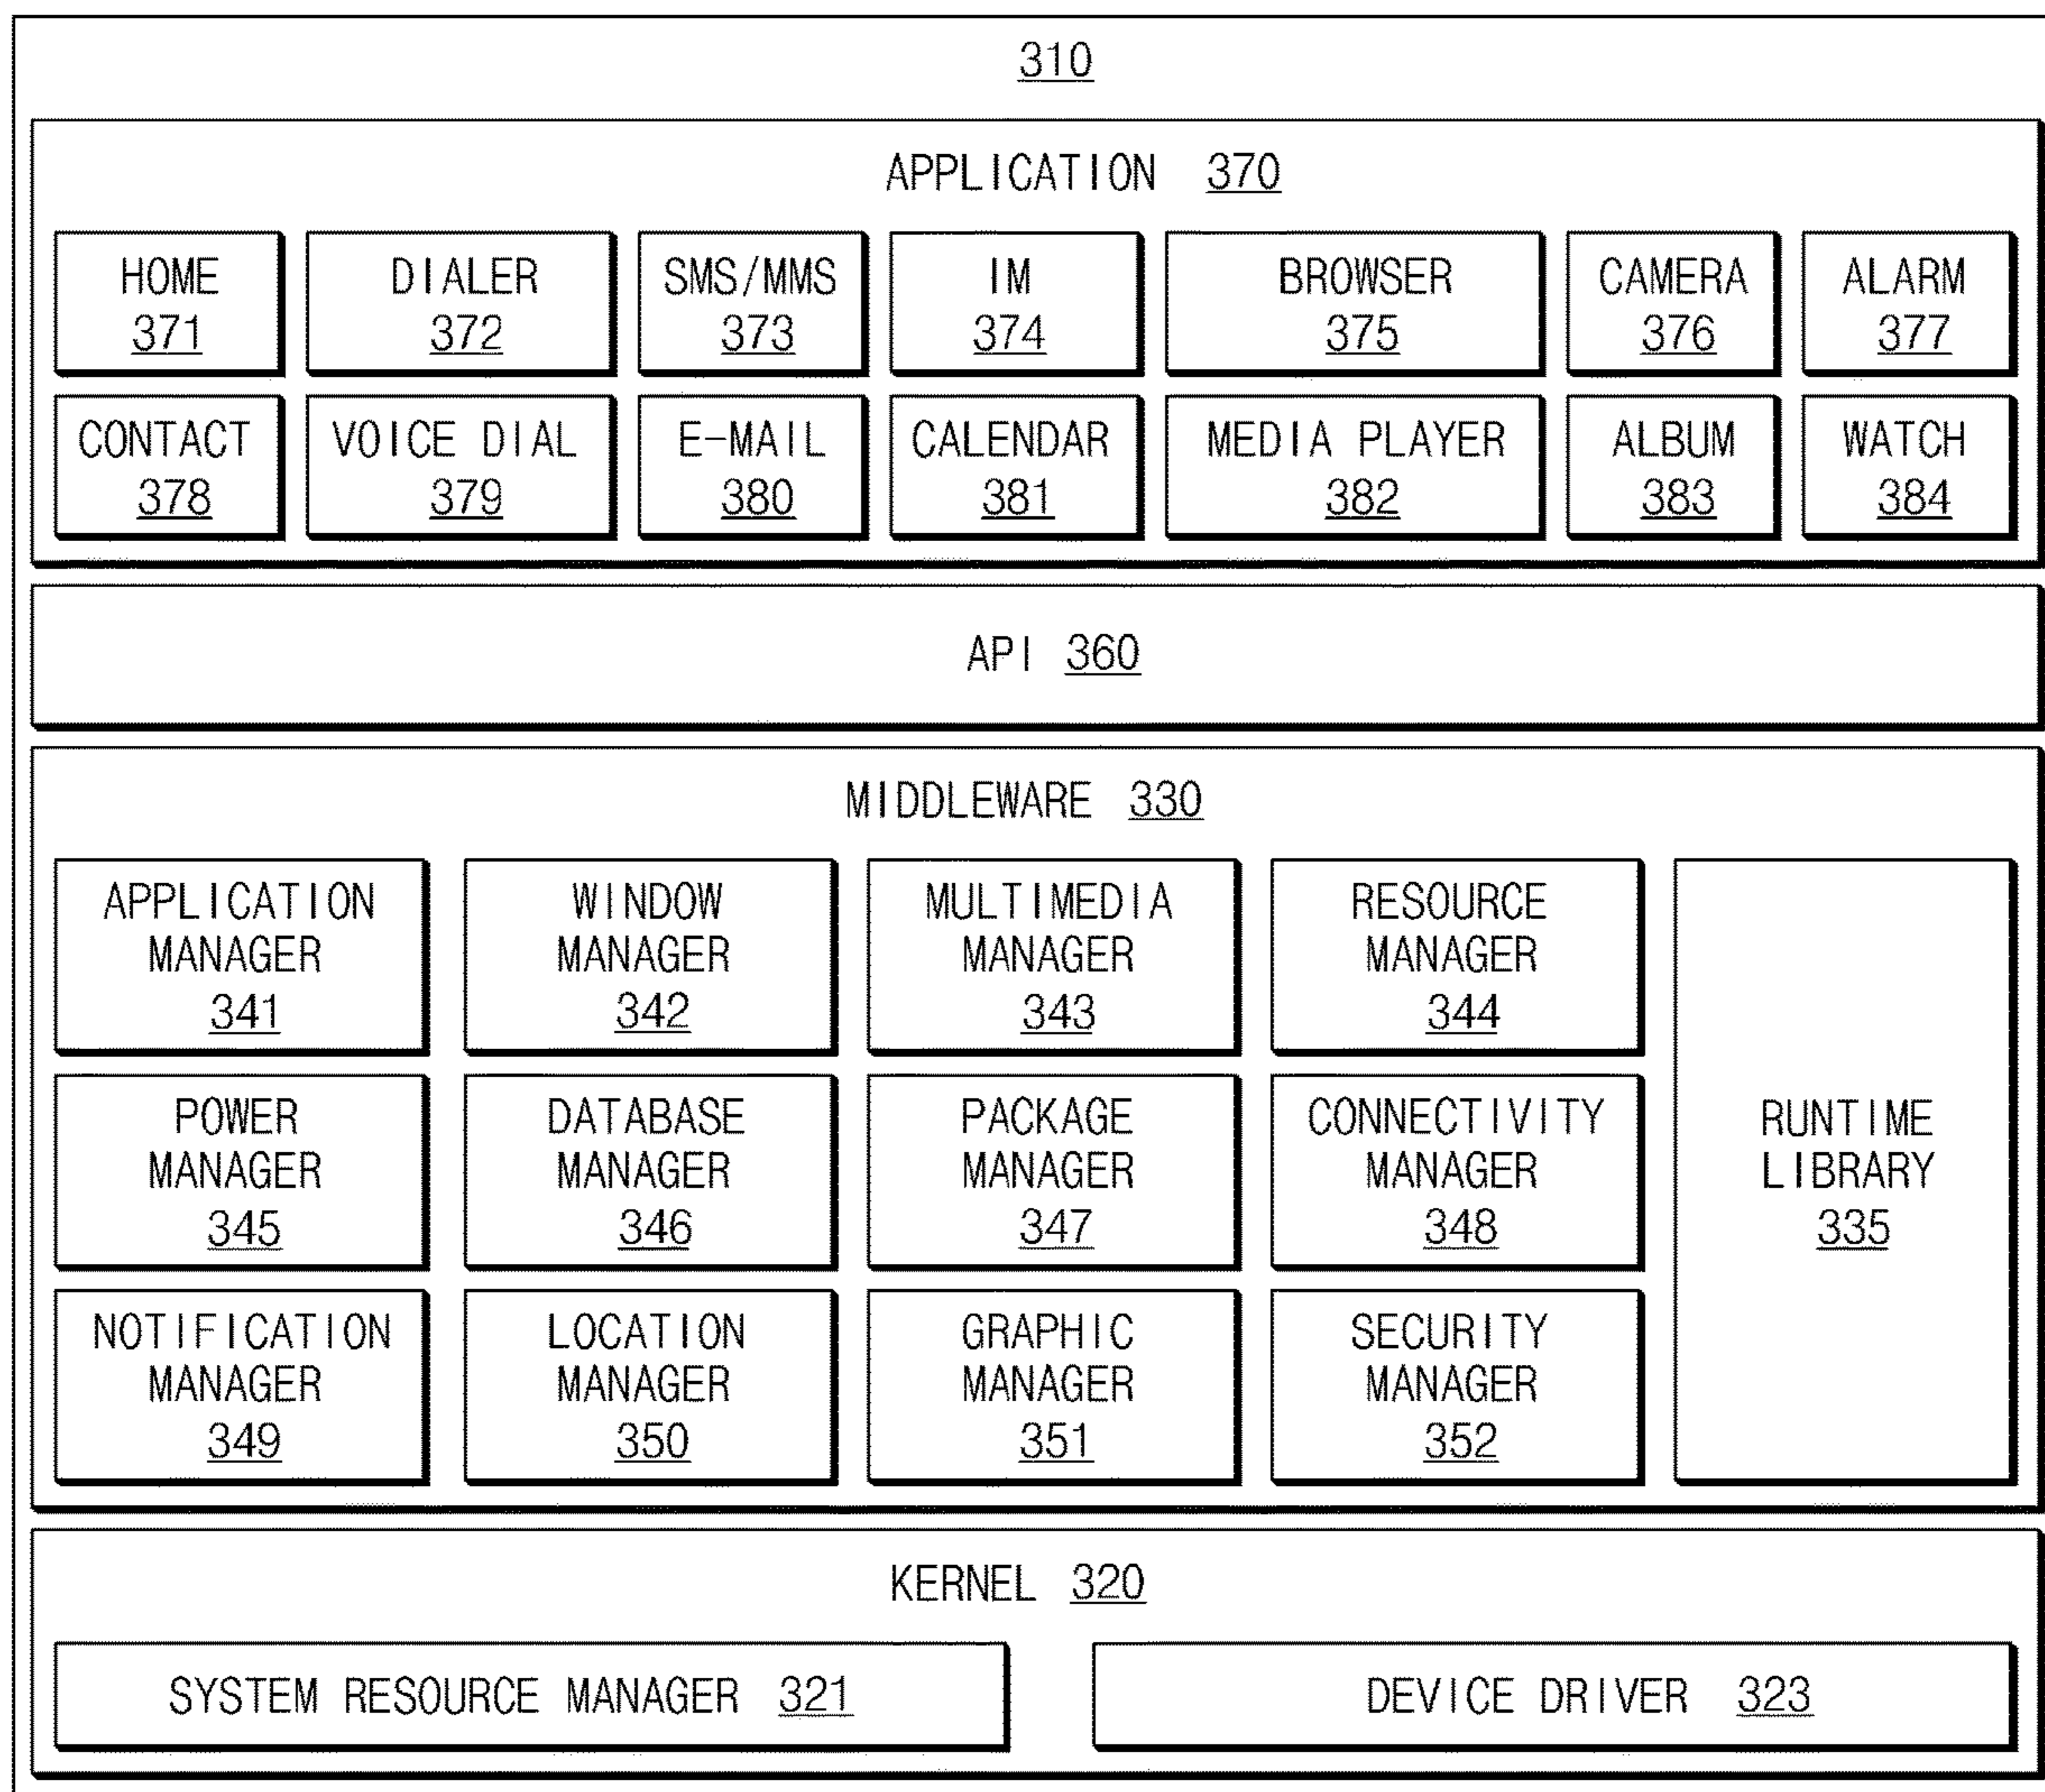 310
APPLICATION 370
HOME
371
DIALER
372
SMS/MMS
373
IM
374
BROWSER
375
CAMERA
376
ALARM
377
CONTACT
378
VOICE DIAL
379
E-MAIL
380
CALENDAR
381
MEDIA PLAYER
382
ALBUM
383
WATCH
384
API 360
MIDDLEWARE 330
APPLICATION
MANAGER
341
WINDOW
MANAGER
342
MULTIMEDIA
MANAGER
343
RESOURCE
MANAGER
344
POWER
MANAGER
345
DATABASE
MANAGER
346
PACKAGE
MANAGER
347
CONNECTIVITY
MANAGER
348
RUNTIME
LIBRARY
335
NOTIFICATION
MANAGER
349
LOCATION
MANAGER
350
GRAPHIC
MANAGER
351
SECURITY
MANAGER
352
KERNEL 320
SYSTEM RESOURCE MANAGER 321
DEVICE DRIVER 323